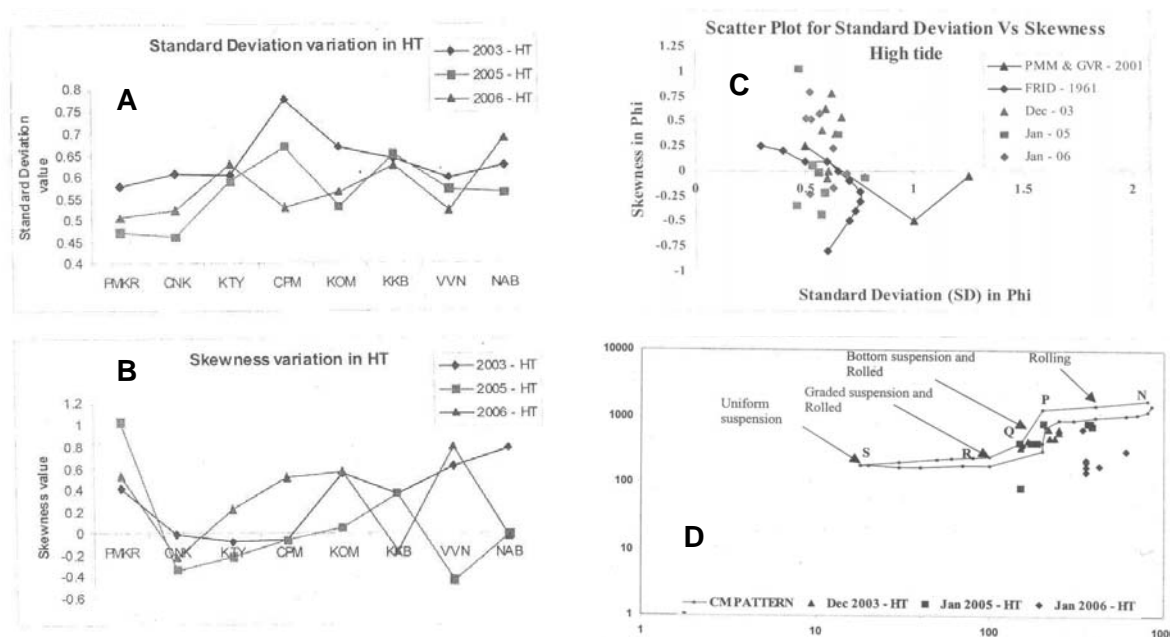 A
Standard Deviation variation in HT
2003 - HT
2005 - HT
2006 - HT
Standard Deviation
value
0.8
0.75
0.7
0.65
0.6
0.55
0.5
0.45
0.4
PMKR CNK KTY CPM KOM KKB VVN NAB
B
Skewness variation in HT
2003 - HT
2005 - HT
2006 - HT
Skewness value
1.2
1
0.8
0.6
0.4
0.2
0
-0.2
-0.4
-0.6
PMKR CNK KTY CPM KOM KKB VVN NAB
Scatter Plot for Standard Deviation Vs Skewness
High tide
C
PMM & GVR - 2001
FRID - 1961
Dec - 03
Jan - 05
Jan - 06
Skewness in Phi
1.25
1
0.75
0.5
0.25
0
-0.25
-0.5
-0.75
-1
0 0.5 1 1.5 2
Standard Deviation (SD) in Phi
10000
1000
100
10
1
Bottom suspension and
Rolled
Rolling
Graded suspension and
Rolled
Uniform
suspension
P
N
Q
R
S
D
1 10 100 100
CM PATTERN Dec 2003 - HT Jan 2005 - HT Jan 2006 - HT